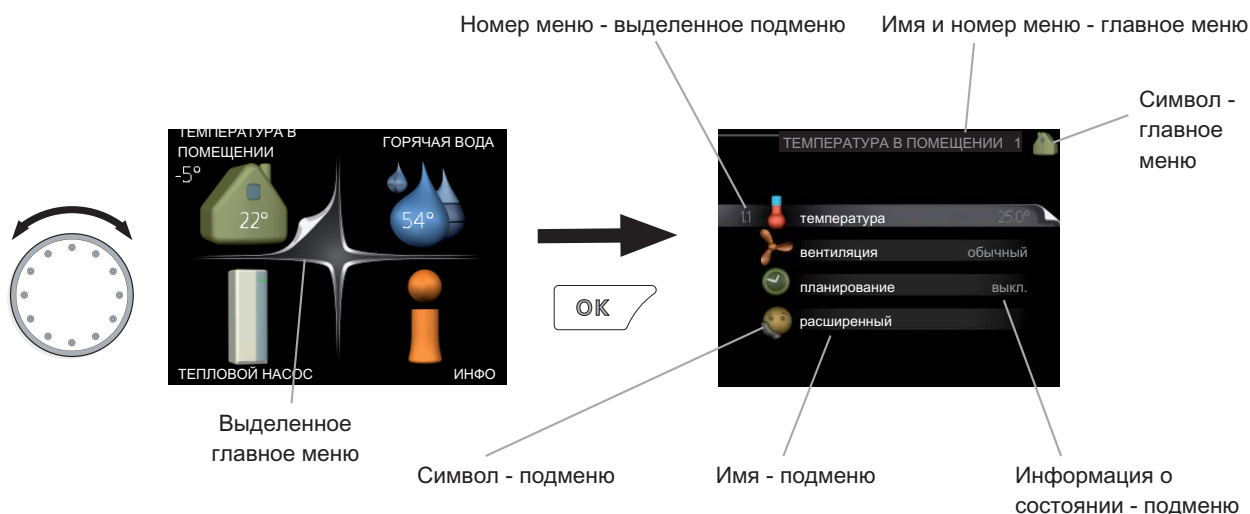 Номер меню - выделенное подменю
Имя и номер меню - главное меню
Символ -
главное
меню
ТЕМПЕРАТУРА В
ПОМЕЩЕНИИ
ГОРЯЧАЯ ВОДА
-5°
22°
54°
ТЕПЛОВОЙ НАСОС
ИНФО
OK
ТЕМПЕРАТУРА В ПОМЕЩЕНИИ 1
1.1 температура 25.0°
вентиляция обычный
планирование выкл.
расширенный
Выделенное
главное меню
Символ - подменю
Имя - подменю
Информация о
состоянии - подменю